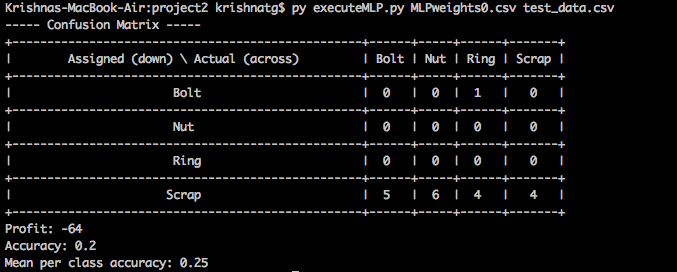 Krishnas-MacBook-Air:project2 krishnatg$ py executeMLP.py MLPweights0.csv test_data.csv
----- Confusion Matrix -----
+--------------------------------------------------+------+-----+------+-------+
|        Assigned (down) \ Actual (across)         | Bolt | Nut | Ring | Scrap |
+--------------------------------------------------+------+-----+------+-------+
|                       Bolt                       |  0   |  0  |  1   |   0   |
+--------------------------------------------------+------+-----+------+-------+
|                       Nut                        |  0   |  0  |  0   |   0   |
+--------------------------------------------------+------+-----+------+-------+
|                       Ring                       |  0   |  0  |  0   |   0   |
+--------------------------------------------------+------+-----+------+-------+
|                      Scrap                       |  5   |  6  |  4   |   4   |
+--------------------------------------------------+------+-----+------+-------+
Profit: -64
Accuracy: 0.2
Mean per class accuracy: 0.25